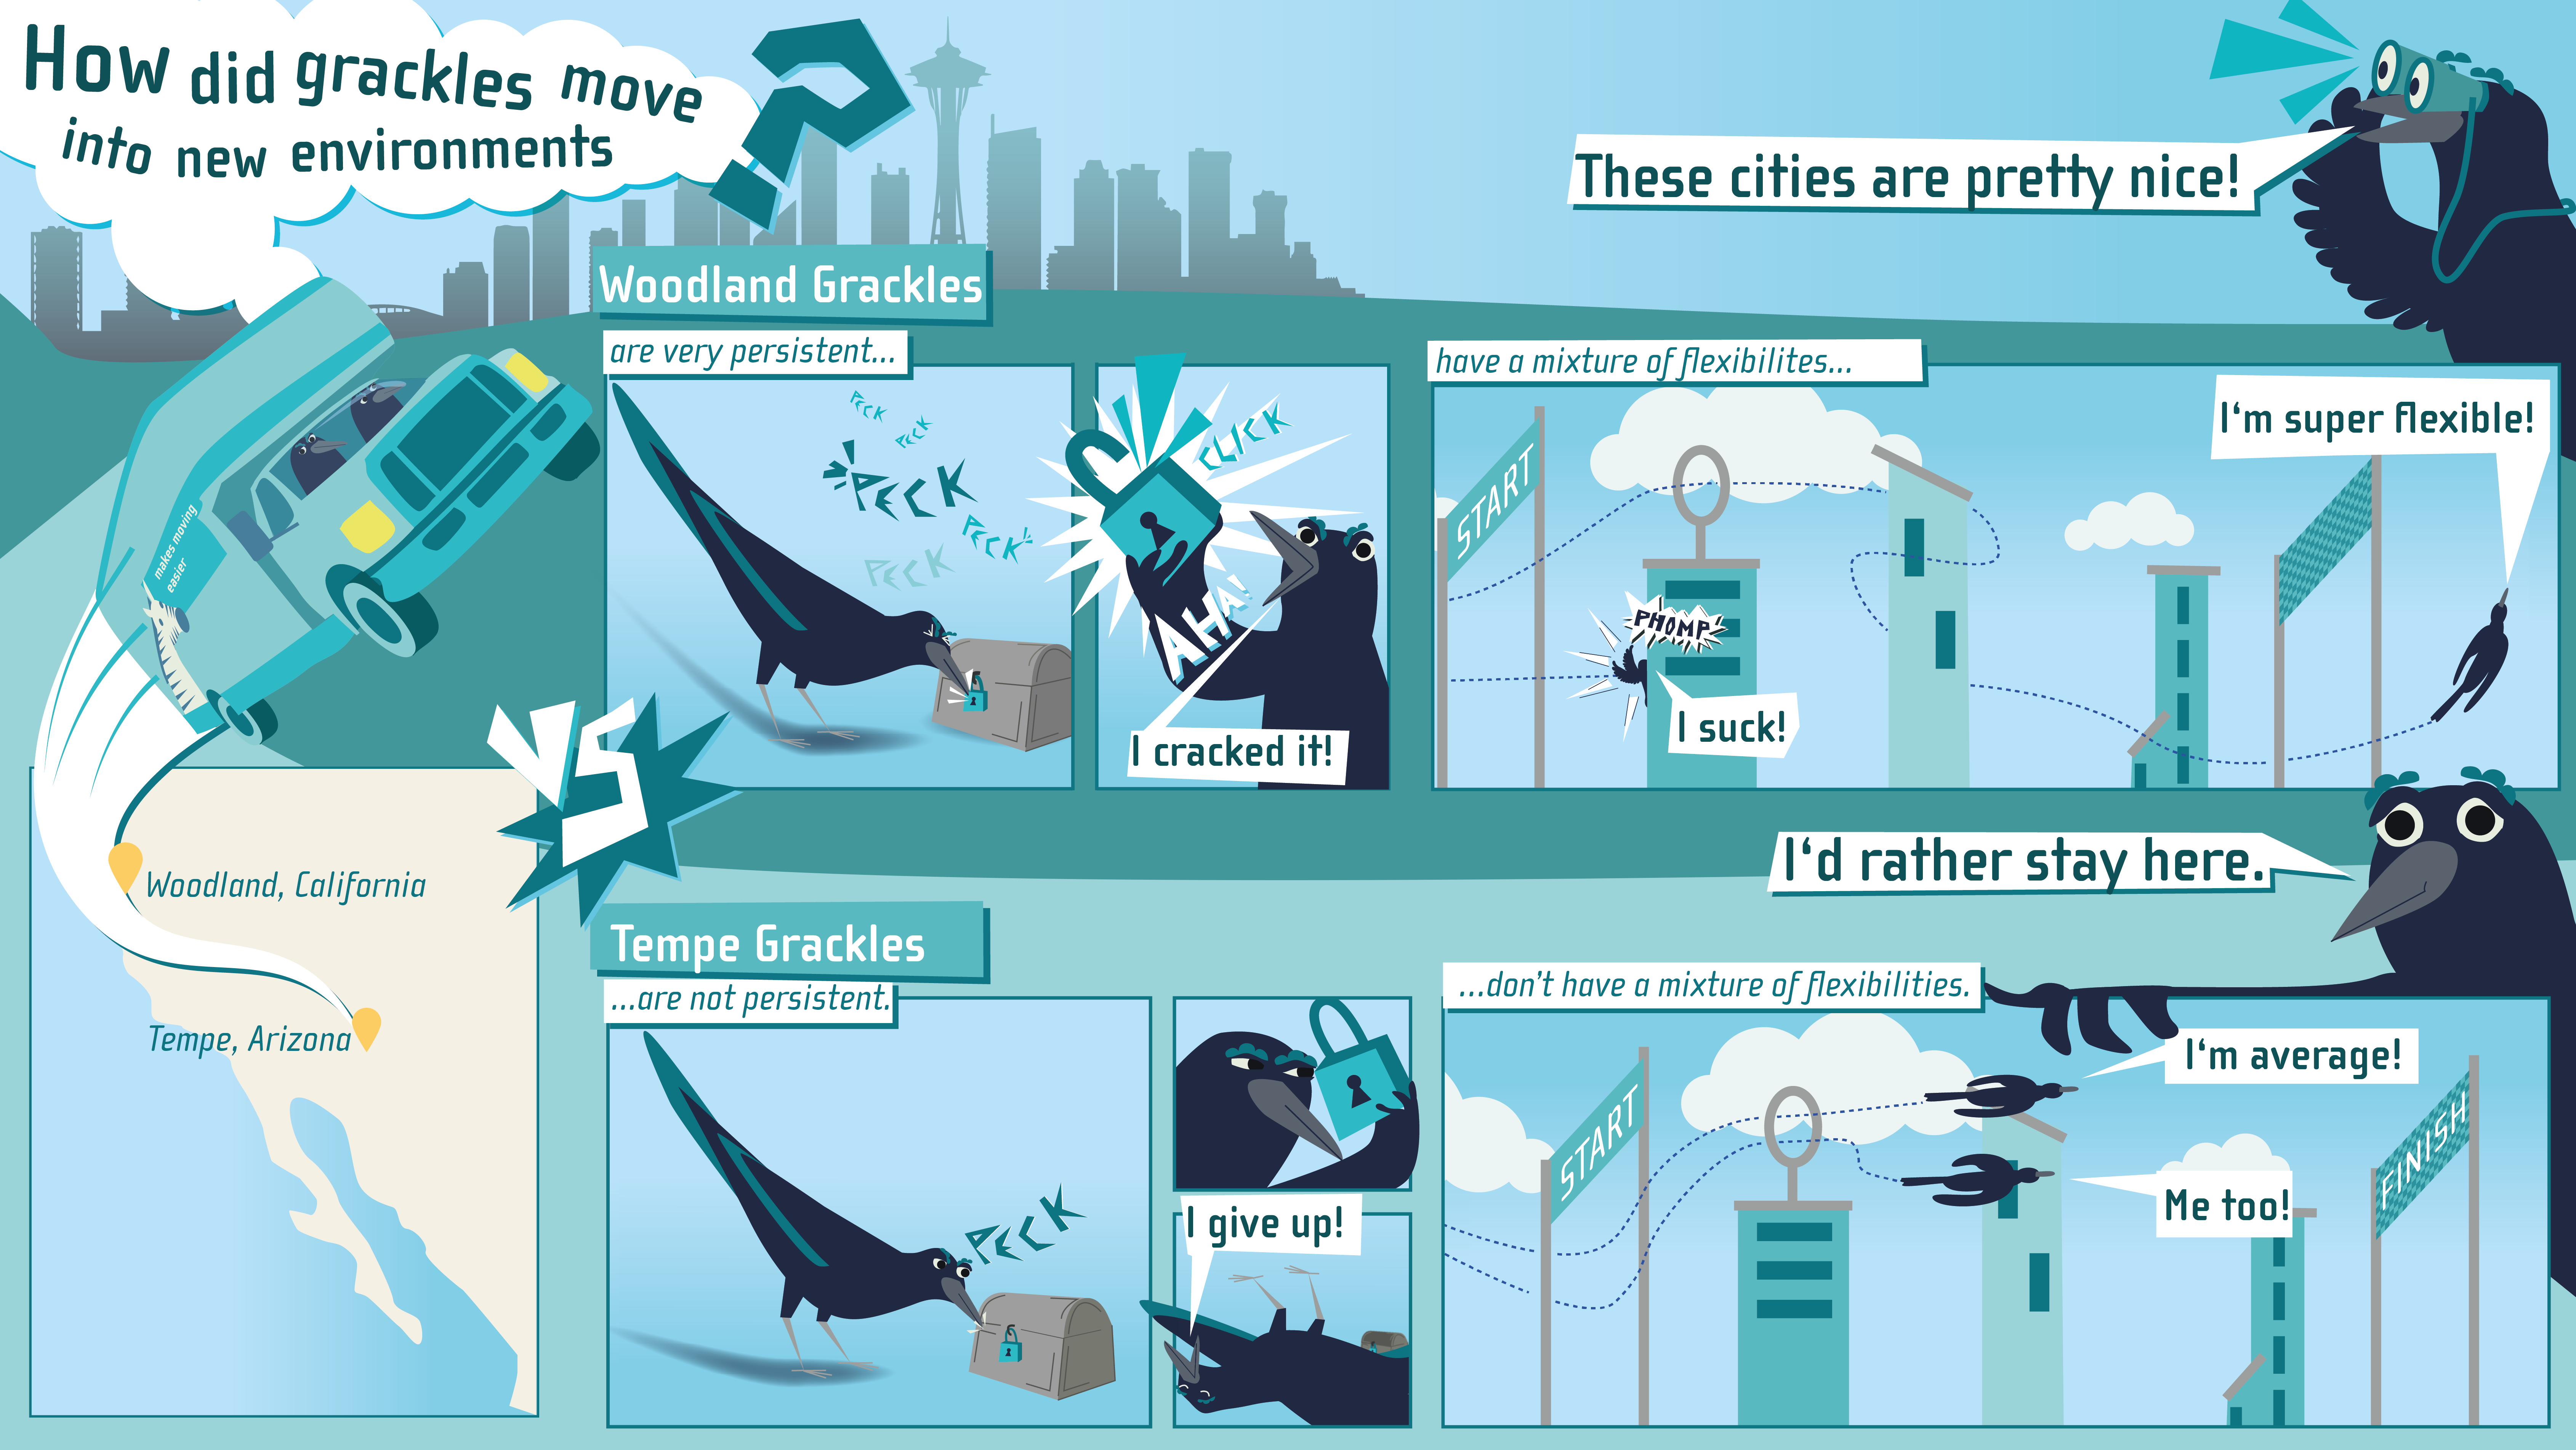 How did grackles move
into new environments
?
These cities are pretty nice!
Woodland Grackles
are very persistent...
PECK
PECK
PECK
PECK
PECK
CLICK
AHA!
I cracked it!
have a mixture of flexibilites...
START
PHOMP!
I suck!
I'm super flexible!
makes moving
easier
VS
Woodland, California
Tempe, Arizona
I'd rather stay here.
Tempe Grackles
...are not persistent.
PECK
I give up!
...don't have a mixture of flexibilities.
START
I'm average!
Me too!
FINISH